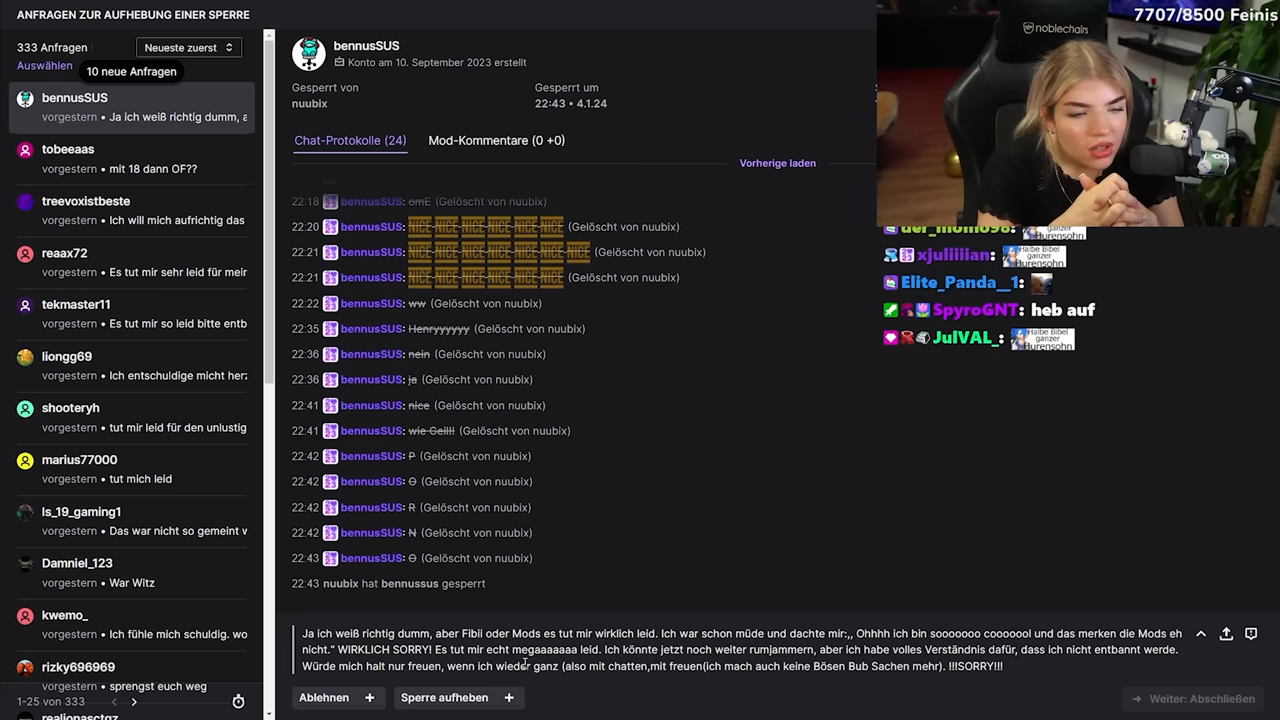 ANFRAGEN ZUR AUFHEBUNG EINER SPERRE
7707/8500 Feinis
noblechairs
333 Anfragen
Neueste zuerst
Auswählen
10 neue Anfragen
bennusSUS
vorgestern • Ja ich weiß richtig dumm, a
tobeeaas
vorgestern • mit 18 dann OF??
treevoxistbeste
vorgestern • Ich will mich aufrichtig das
reaax72
vorgestern • Es tut mir sehr leid für mein
tekmaster11
vorgestern • Es tut mir so leid bitte entb
liongg69
vorgestern • Ich entschuldige micht herz
shooteryh
vorgestern • tut mir leid für den unlustig
marius77000
vorgestern • tut mich leid
ls_19_gaming1
vorgestern • Das war nicht so gemeint w
Damniel_123
vorgestern • War Witz
kwemo_
vorgestern • Ich fühle mich schuldig. wo
rizky696969
vorgestern • sprengst euch weg
1-25 von 333
realjonasctgz
bennusSUS
Konto am 10. September 2023 erstellt
Gesperrt von
nuubix
Gesperrt um
22:43 • 4.1.24
Chat-Protokolle (24)
Mod-Kommentare (0 +0)
Vorherige laden
22:18 bennusSUS: omE (Gelöscht von nuubix)
22:20 bennusSUS: NICE NICE NICE NICE NICE NICE (Gelöscht von nuubix)
22:21 bennusSUS: NICE NICE NICE NICE NICE NICE NICE (Gelöscht von nuubix)
22:21 bennusSUS: NICE NICE NICE NICE NICE NICE (Gelöscht von nuubix)
22:22 bennusSUS: ww (Gelöscht von nuubix)
22:35 bennusSUS: Henryyyyyy (Gelöscht von nuubix)
22:36 bennusSUS: nein (Gelöscht von nuubix)
22:36 bennusSUS: ja (Gelöscht von nuubix)
22:41 bennusSUS: nice (Gelöscht von nuubix)
22:41 bennusSUS: wie Geil!! (Gelöscht von nuubix)
22:42 bennusSUS: P (Gelöscht von nuubix)
22:42 bennusSUS: O (Gelöscht von nuubix)
22:42 bennusSUS: R (Gelöscht von nuubix)
22:42 bennusSUS: N (Gelöscht von nuubix)
22:43 bennusSUS: O (Gelöscht von nuubix)
22:43 nuubix hat bennussus gesperrt
Ja ich weiß richtig dumm, aber Fibii oder Mods es tut mir wirklich leid. Ich war schon müde und dachte mir:,, Ohhhh ich bin sooooooo cooooool und das merken die Mods eh
nicht.“ WIRKLICH SORRY! Es tut mir echt megaaaaaaa leid. Ich könnte jetzt noch weiter rumjammern, aber ich habe volles Verständnis dafür, dass ich nicht entbannt werde.
Würde mich halt nur freuen, wenn ich wieder ganz (also mit chatten,mit freuen(ich mach auch keine Bösen Bub Sachen mehr). !!!SORRY!!!
Ablehnen +
Sperre aufheben +
Weiter: Abschließen
der_momo98:
Halbe Bibel
ganzer
Hurensohn
xjulliilian:
Halbe Bibel
ganzer
Hurensohn
Elite_Panda__1:
SpyroGNT: heb auf
JulVAL_:
Halbe Bibel
ganzer
Hurensohn